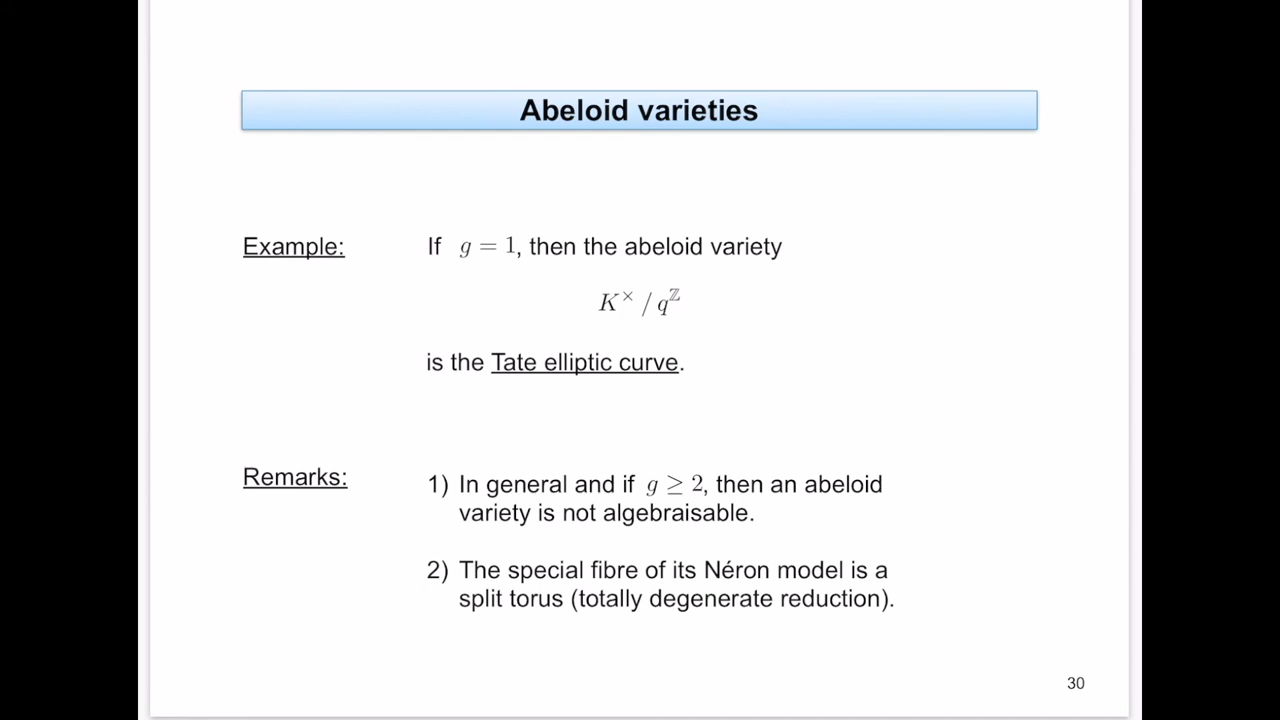 Abeloid varieties
Example: If g = 1, then the abeloid variety
K^× / q^ℤ
is the Tate elliptic curve.
Remarks: 1) In general and if g ≥ 2, then an abeloid
variety is not algebraisable.
2) The special fibre of its Néron model is a
split torus (totally degenerate reduction).
30